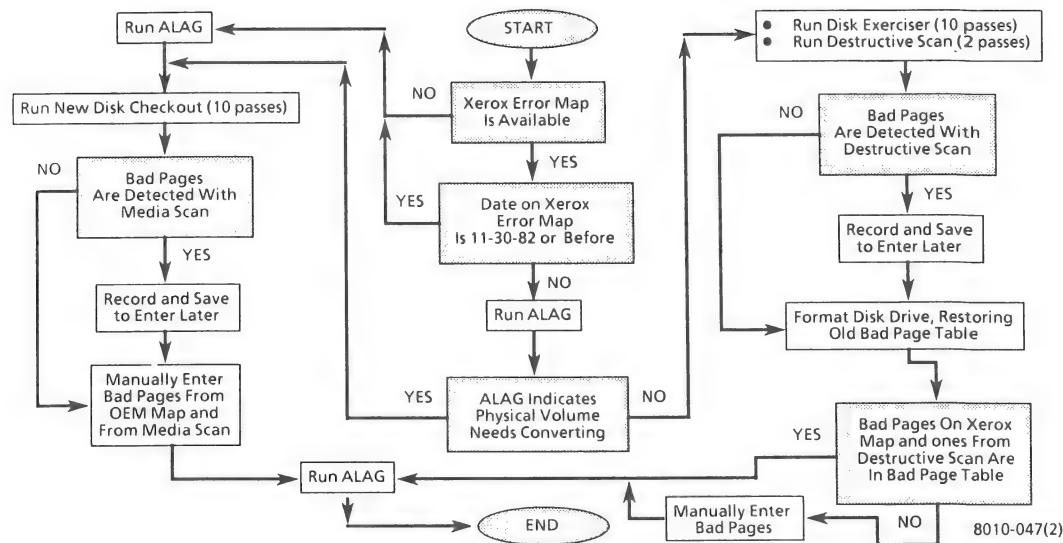 START
Xerox Error Map
Is Available
NO
YES
Date on Xerox
Error Map
Is 11-30-82 or Before
YES
NO
Run ALAG
ALAG Indicates
Physical Volume
Needs Converting
YES
NO
Run ALAG
Run New Disk Checkout (10 passes)
Bad Pages
Are Detected With
Media Scan
NO
YES
Record and Save
to Enter Later
Manually Enter
Bad Pages From
OEM Map and
From Media Scan
• Run Disk Exerciser (10 passes)
• Run Destructive Scan (2 passes)
Bad Pages
Are Detected With
Destructive Scan
NO
YES
Record and Save
to Enter Later
Format Disk Drive, Restoring
Old Bad Page Table
Bad Pages On Xerox
Map and ones From
Destructive Scan Are
In Bad Page Table
YES
NO
Manually Enter
Bad Pages
Run ALAG
END
8010-047(2)